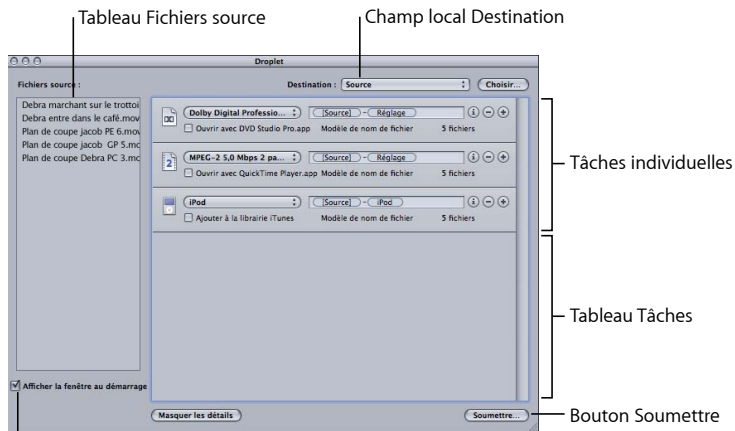 Tableau Fichiers source
Champ local Destination
Droplet
Fichiers source :
Destination : Source
Choisir...
Debra marchant sur le trottoi
Debra entre dans le café.mov
Plan de coupe jacob PE 6.mov
Plan de coupe jacob GP 5.mo
Plan de coupe Debra PC 3.mo
Dolby Digital Professio...
[Source] - Réglage
Ouvrir avec DVD Studio Pro.app
Modèle de nom de fichier
5 fichiers
MPEG-2 5,0 Mbps 2 pa...
[Source] - Réglage
Ouvrir avec QuickTime Player.app
Modèle de nom de fichier
5 fichiers
iPod
[Source] - iPod
Ajouter à la librairie iTunes
Modèle de nom de fichier
5 fichiers
Tâches individuelles
Tableau Tâches
Afficher la fenêtre au démarrage
Masquer les détails
Soumettre...
Bouton Soumettre